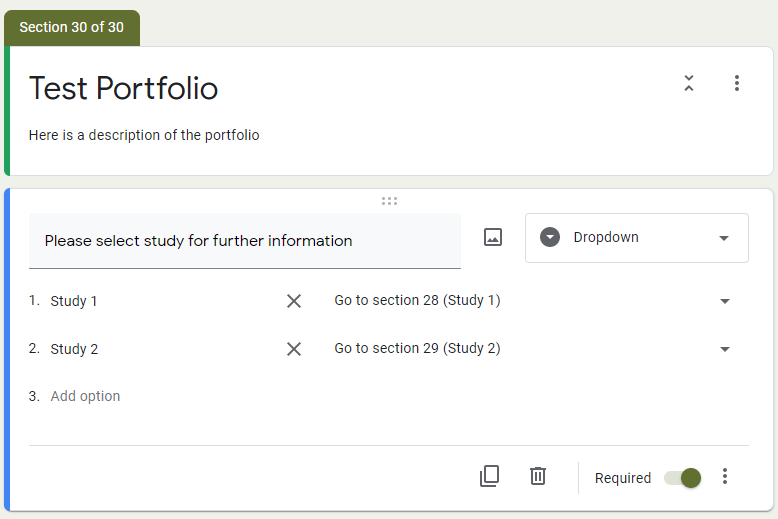 Section 30 of 30
Test Portfolio
Here is a description of the portfolio
Please select study for further information
Dropdown
1. Study 1 Go to section 28 (Study 1)
2. Study 2 Go to section 29 (Study 2)
3. Add option
Required